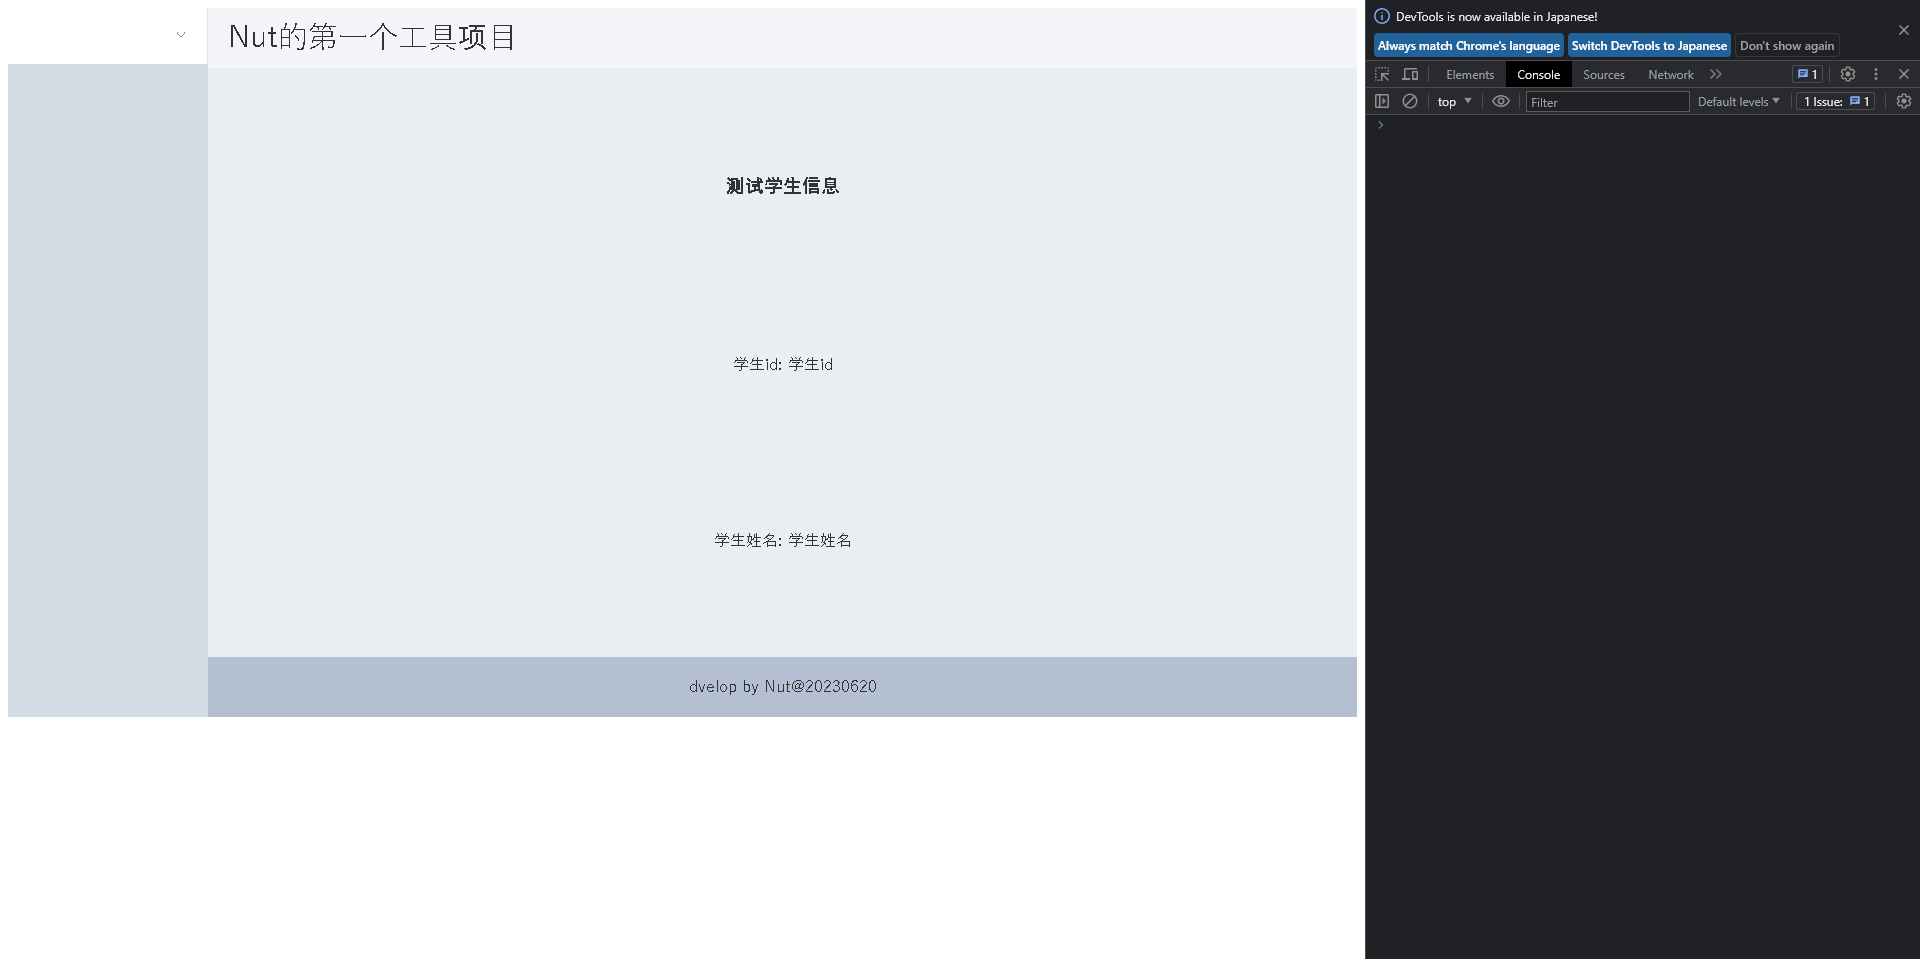 Nut的第一个工具项目
测试学生信息
学生id: 学生id
学生姓名: 学生姓名
dvelop by Nut@20230620
DevTools is now available in Japanese!
Always match Chrome's language Switch DevTools to Japanese Don't show again
Elements Console Sources Network 1
top Filter Default levels 1 Issue: 1